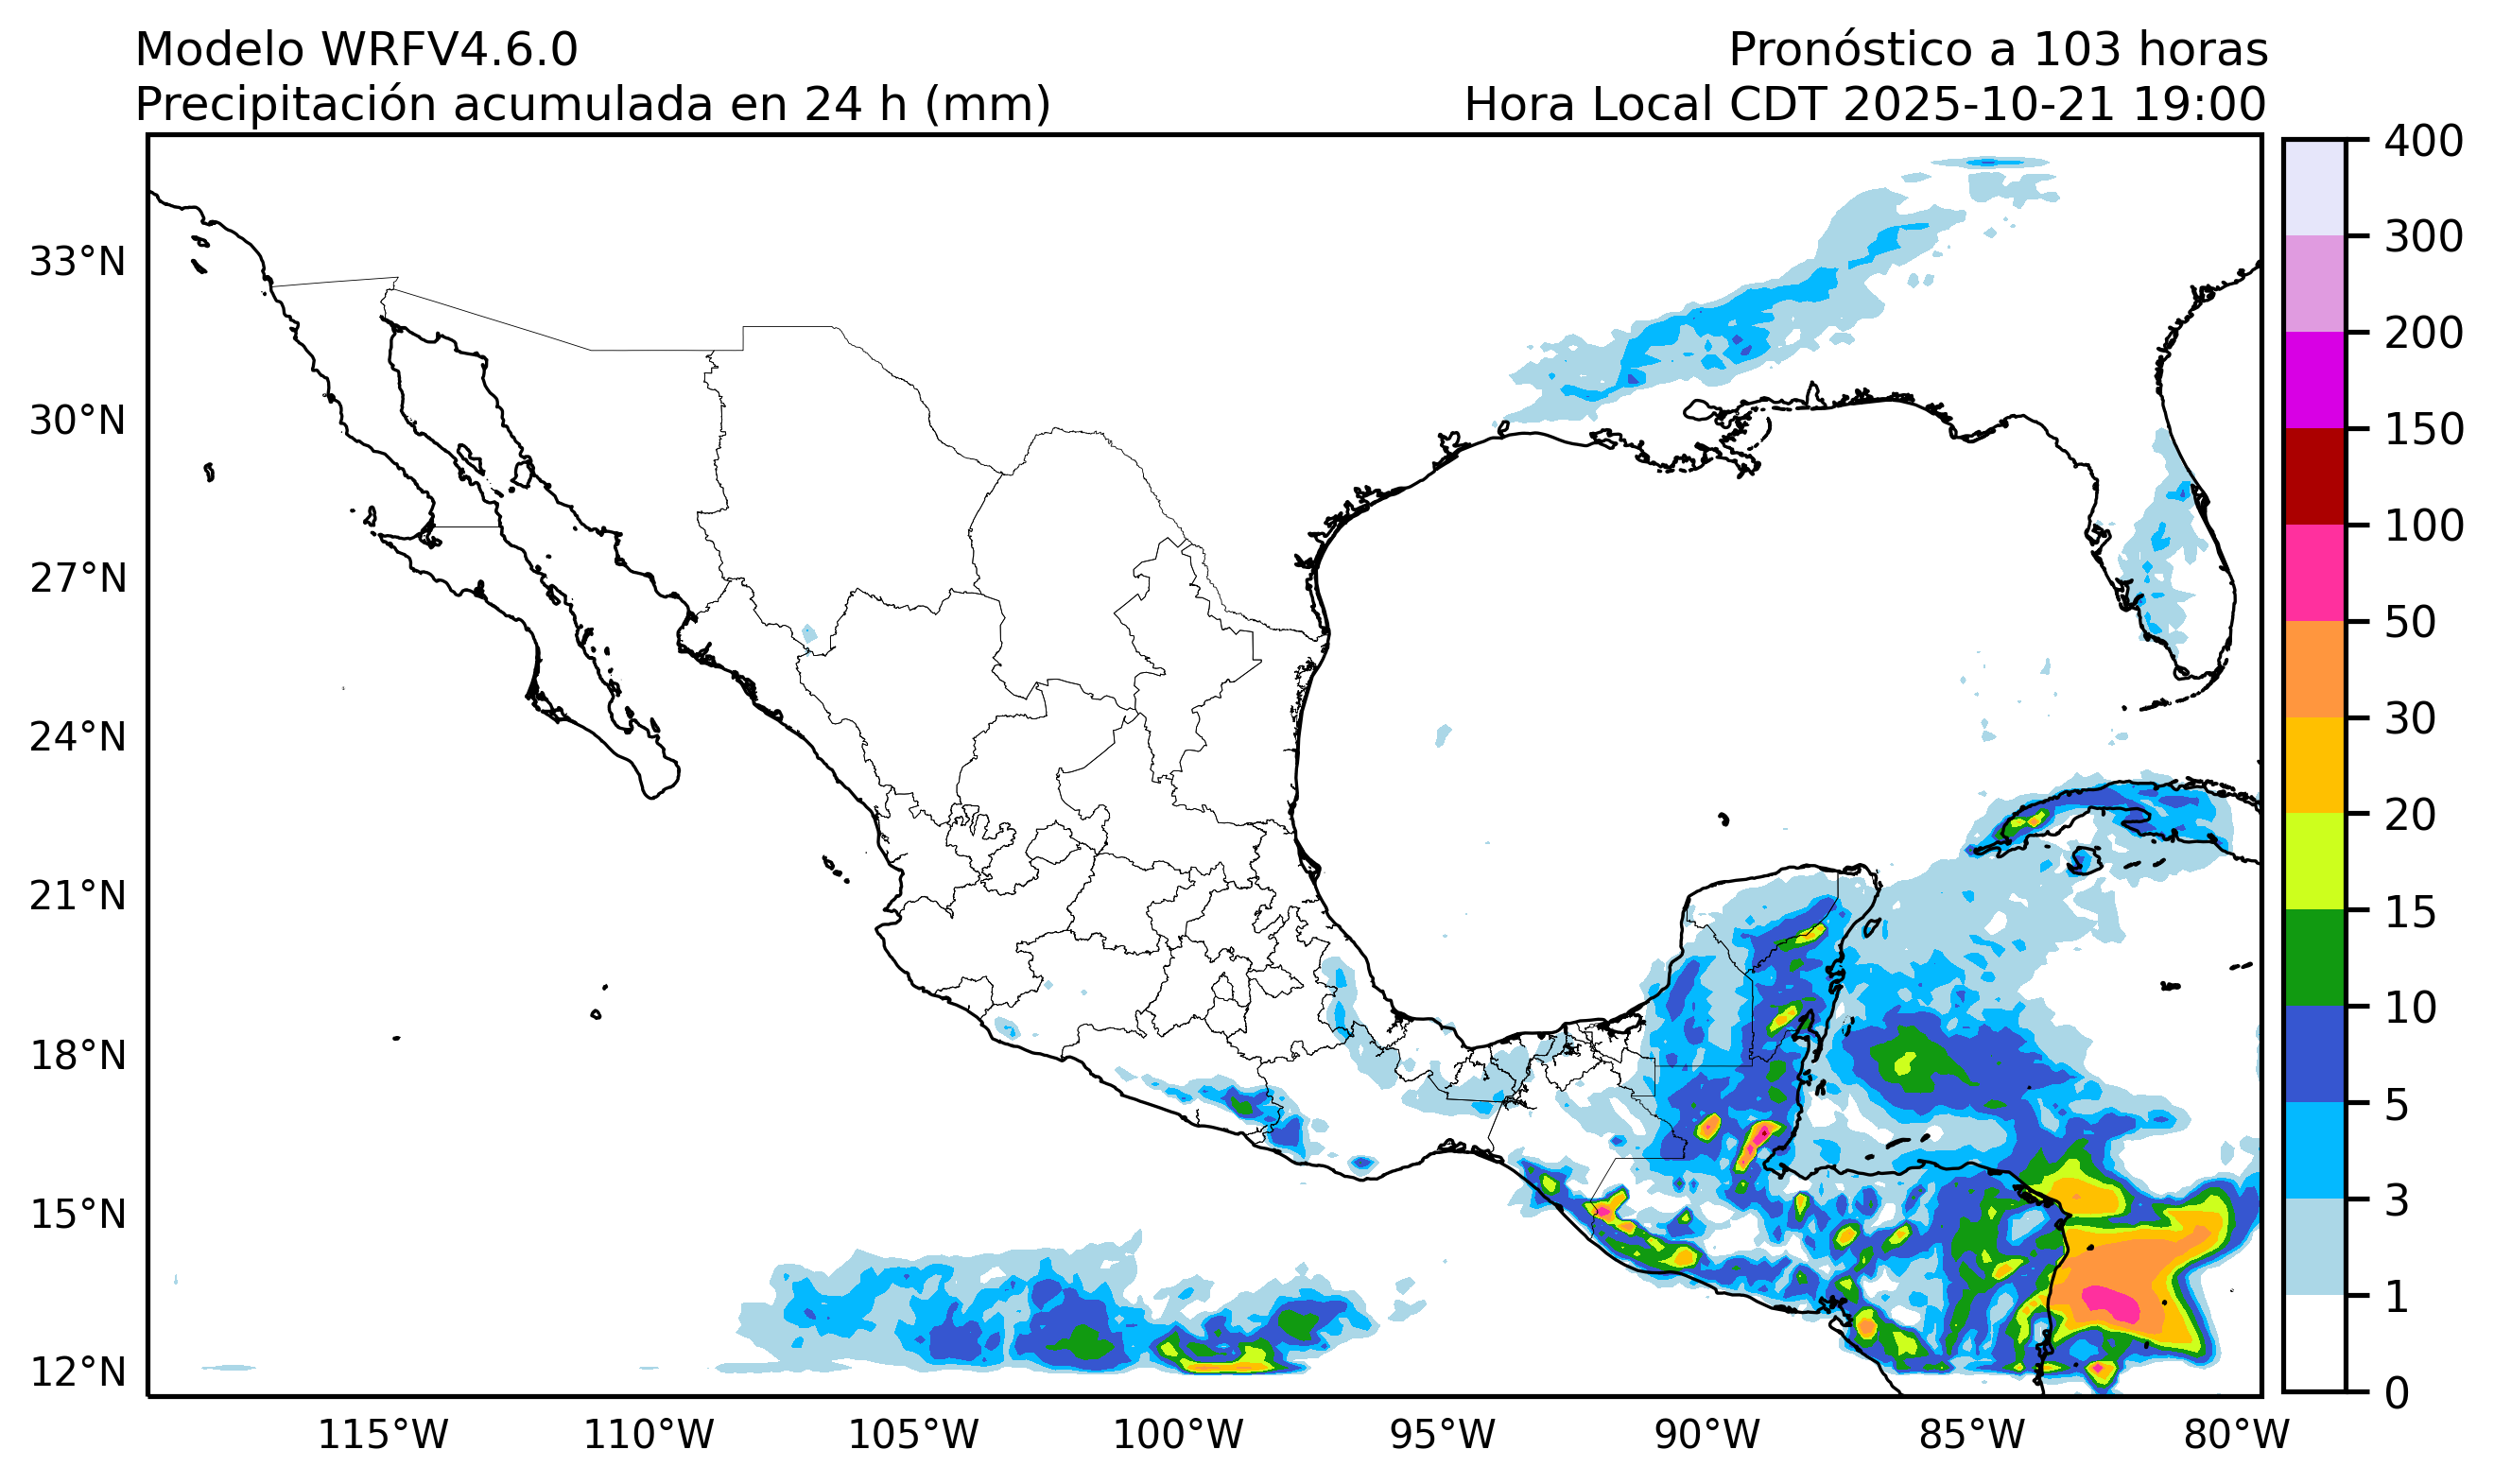 Modelo WRFV4.6.0
Pronóstico a 103 horas
Precipitación acumulada en 24 h (mm)
Hora Local CDT 2025-10-21 19:00
33°N
30°N
27°N
24°N
21°N
18°N
15°N
12°N
115°W
110°W
105°W
100°W
95°W
90°W
85°W
80°W
400
300
200
150
100
50
30
20
15
10
5
3
1
0